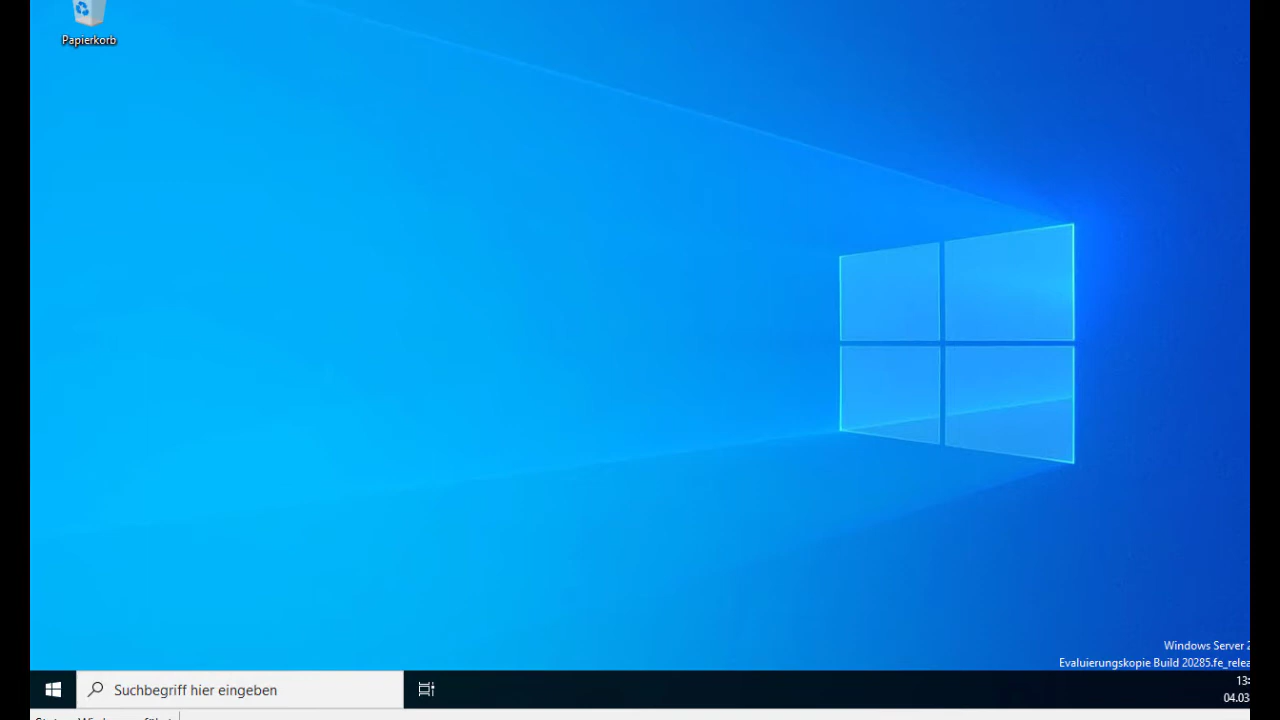 Papierkorb
Windows Server
Evaluierungskopie Build 20285.fe_relea
Suchbegriff hier eingeben
13:
04.03